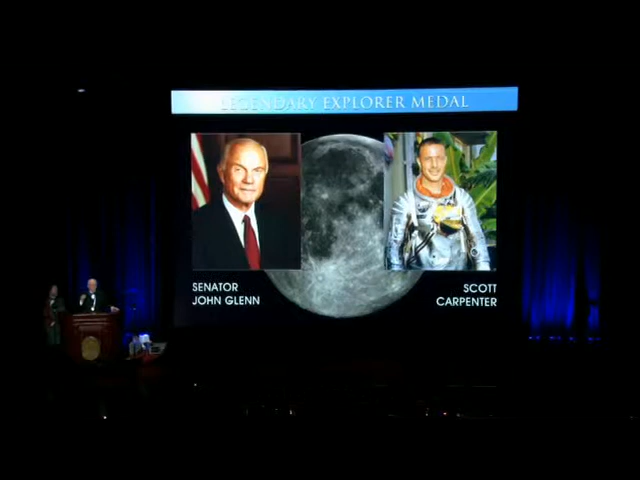 LEGENDARY EXPLORER MEDAL
SENATOR
JOHN GLENN
SCOTT
CARPENTER